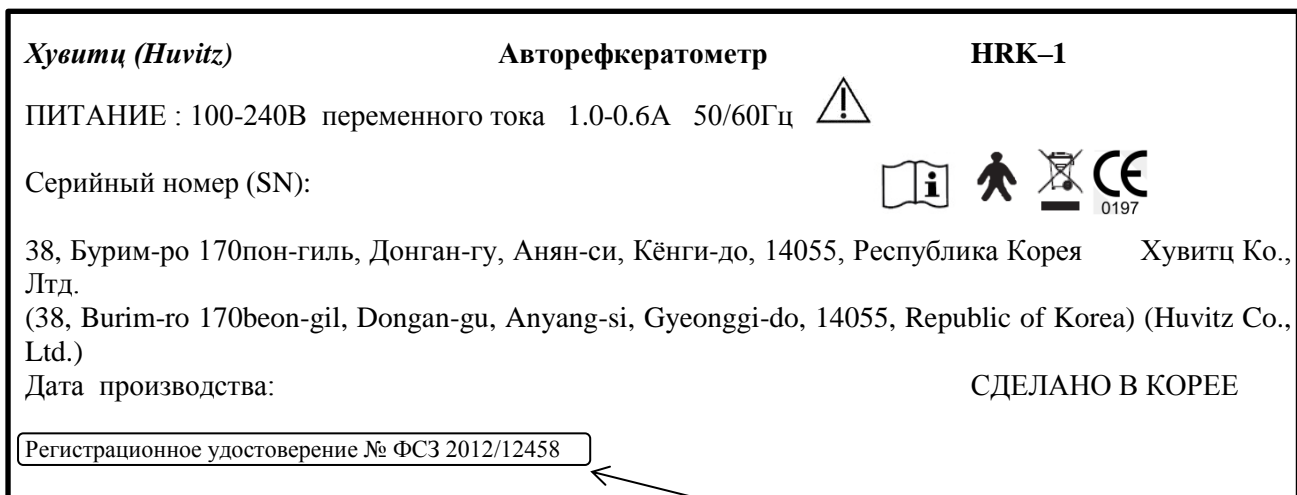 Хувитц (Huvitz) Авторефкератометр HRK–1
ПИТАНИЕ : 100-240В переменного тока 1.0-0.6А 50/60Гц
Серийный номер (SN):
CE
0197
38, Бурим-ро 170пон-гиль, Донган-гу, Анян-си, Кёнги-до, 14055, Республика Корея Хувитц Ко.,
Лтд.
(38, Burim-ro 170beon-gil, Dongan-gu, Anyang-si, Gyeonggi-do, 14055, Republic of Korea) (Huvitz Co.,
Ltd.)
Дата производства: СДЕЛАНО В КОРЕЕ
Регистрационное удостоверение № ФСЗ 2012/12458